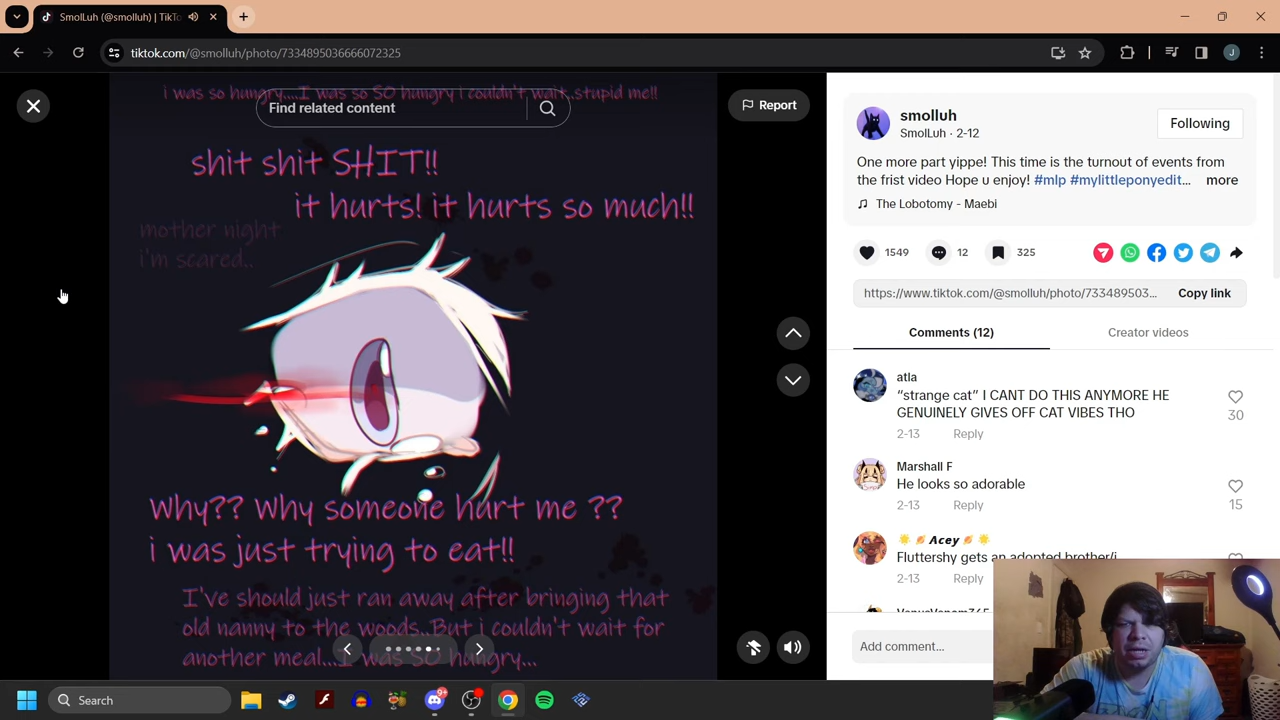 SmolLuh (@smolluh) | TikTo
tiktok.com/@smolluh/photo/7334895036666072325
J
i was so hungry....I was so SO hungry i couldn't wait.stupid me!!
Find related content
Report
shit shit SHIT!!
it hurts! it hurts so much!!
mother night
i'm scared..
Why?? Why someone hurt me ??
i was just trying to eat!!
I've should just ran away after bringing that
old nanny to the woods..But i couldn't wait for
another meal...I was SO hungry...
smolluh
SmolLuh · 2-12
Following
One more part yippe! This time is the turnout of events from
the frist video Hope u enjoy! #mlp #mylittleponyedit... more
The Lobotomy - Maebi
1549
12
325
https://www.tiktok.com/@smolluh/photo/733489503...
Copy link
Comments (12)
Creator videos
atla
“strange cat” I CANT DO THIS ANYMORE HE
GENUINELY GIVES OFF CAT VIBES THO
30
2-13
Reply
Marshall F
He looks so adorable
15
2-13
Reply
☀️🪐 Acey 🪐☀️
Fluttershy gets an adopted brother/j
2-13
Reply
VenusVenom365
Add comment...
Search
9+